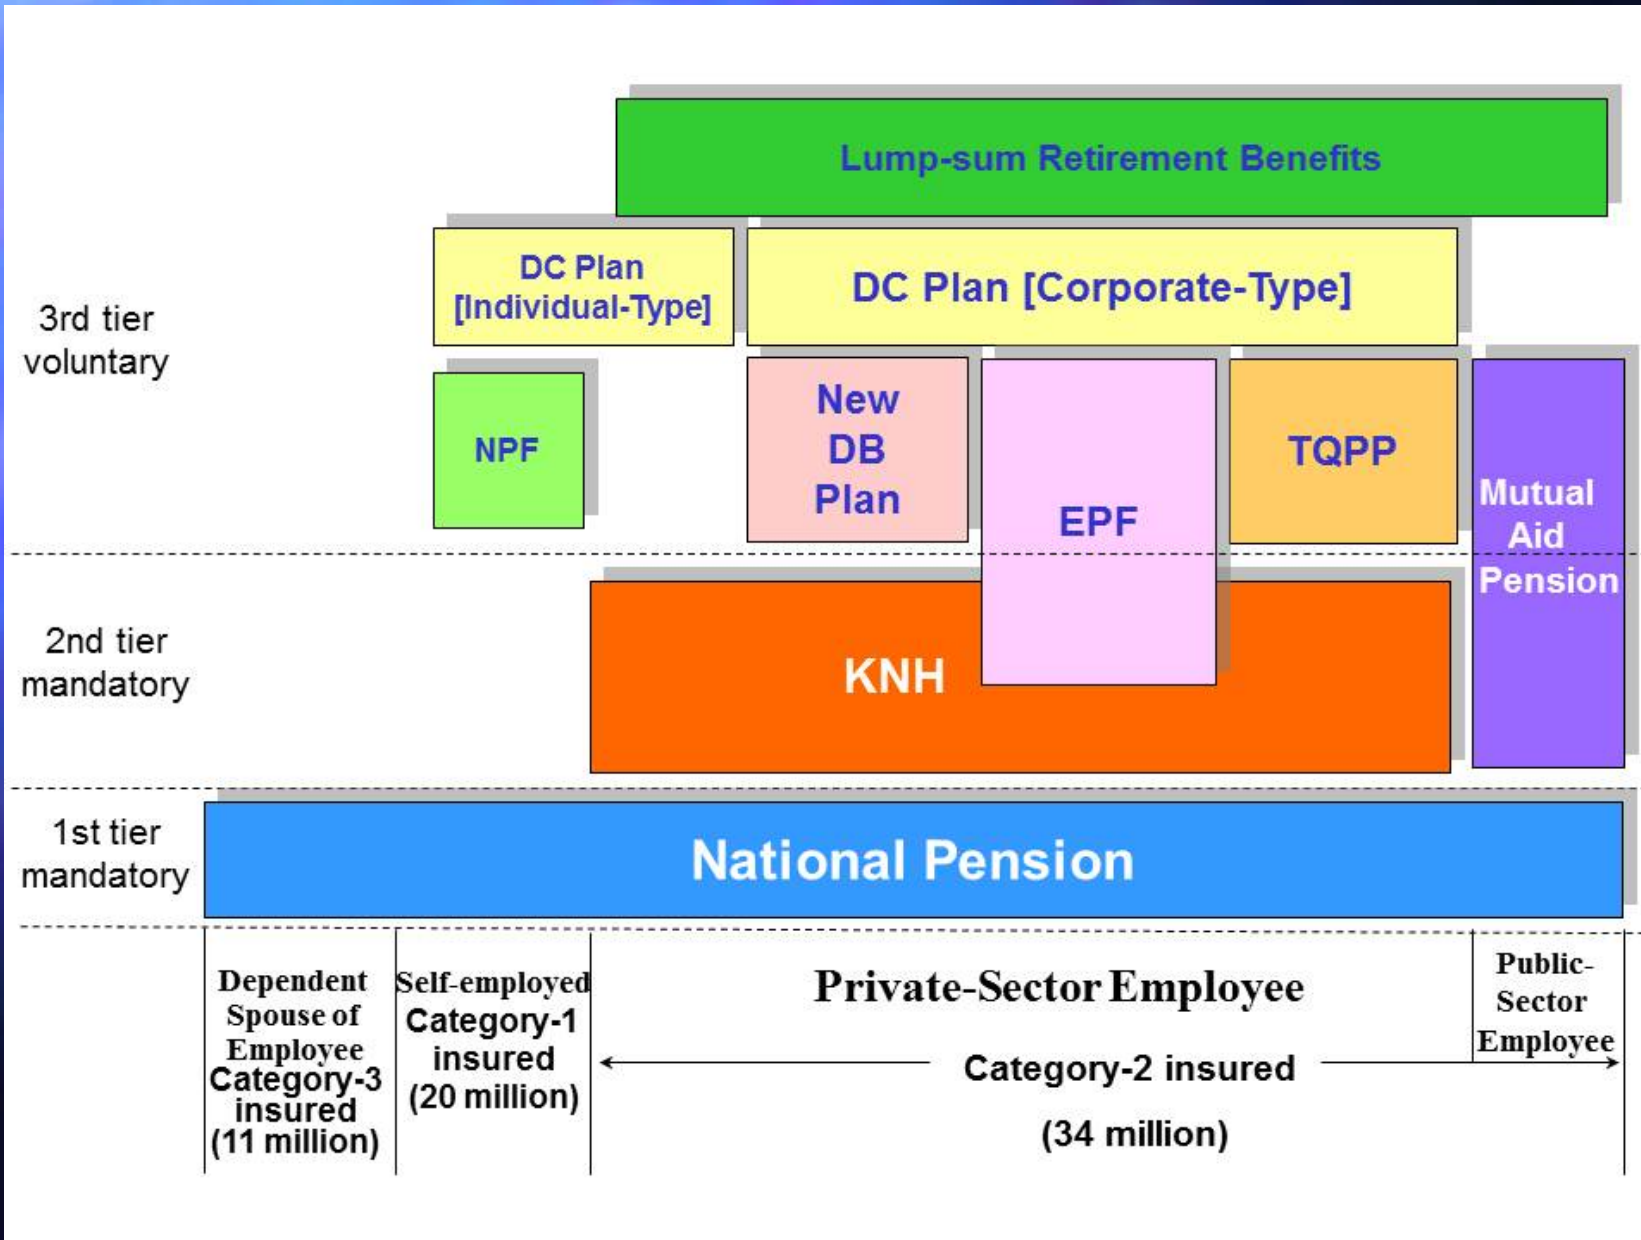 Lump-sum Retirement Benefits
DC Plan
[Individual-Type]
DC Plan [Corporate-Type]
3rd tier
voluntary
NPF
New
DB
Plan
EPF
TQPP
Mutual
Aid
Pension
2nd tier
mandatory
KNH
1st tier
mandatory
National Pension
Dependent
Spouse of
Employee
Category-3
insured
(11 million)
Self-employed
Category-1
insured
(20 million)
Private-Sector Employee
Category-2 insured
(34 million)
Public-
Sector
Employee